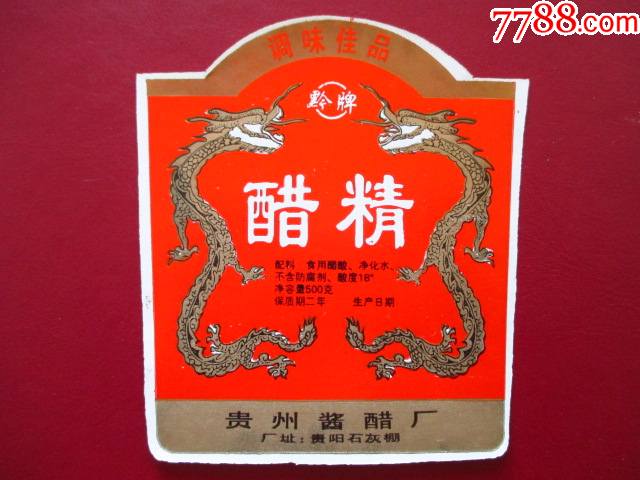 7788.com
调味佳品
黔牌
醋精
配料 食用醋酸、净化水、
不含防腐剂、酸度18°
净容量500克
保质期二年 生产日期
贵州酱醋厂
厂址：贵阳石灰棚